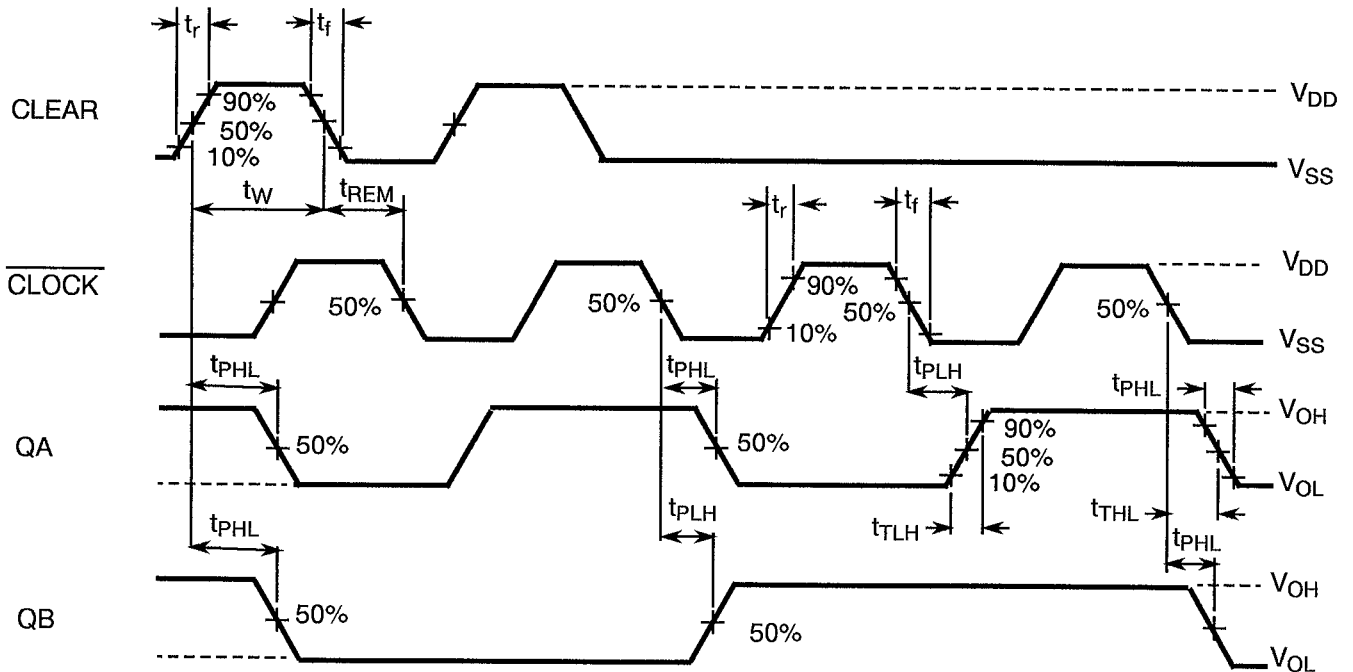 tr
tf
CLEAR
90%
50%
10%
VDD
VSS
tW
tREM
tr
tf
CLOCK
50%
50%
90%
50%
10%
50%
VDD
VSS
tPHL
tPHL
tPLH
tPHL
QA
50%
50%
90%
50%
10%
VOH
VOL
tPHL
tPLH
tTLH
tTHL
tPHL
QB
50%
50%
VOH
VOL